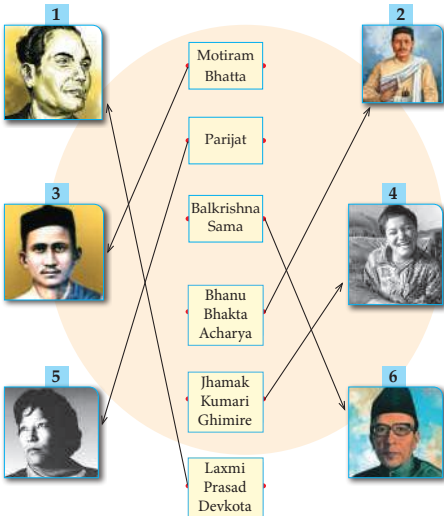 1
2
Motiram
Bhatta
Parijat
3
4
Balkrishna
Sama
Bhanu
Bhakta
Acharya
5
6
Jhamak
Kumari
Ghimire
Laxmi
Prasad
Devkota